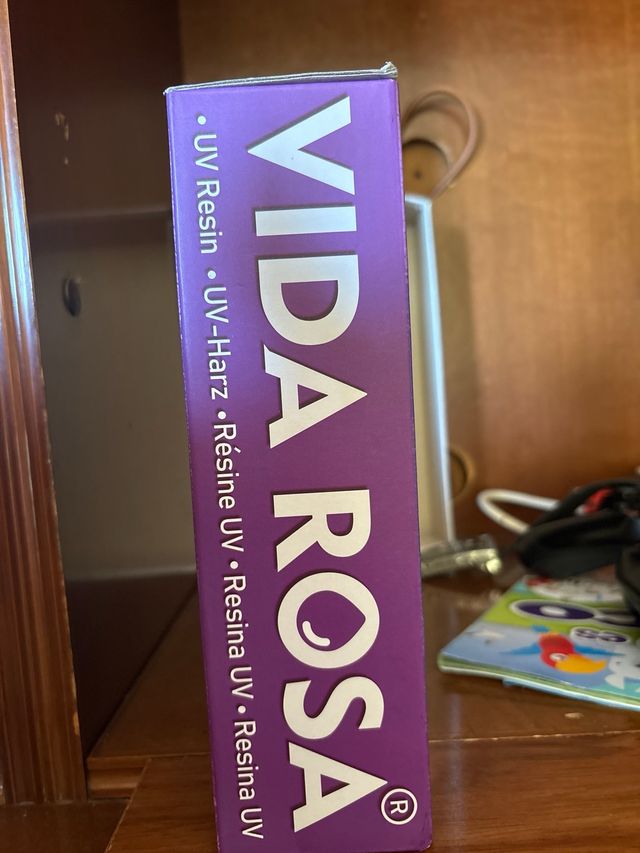 VIDA ROSA®
• UV Resin • UV-Harz • Résine UV • Resina UV • Resina UV